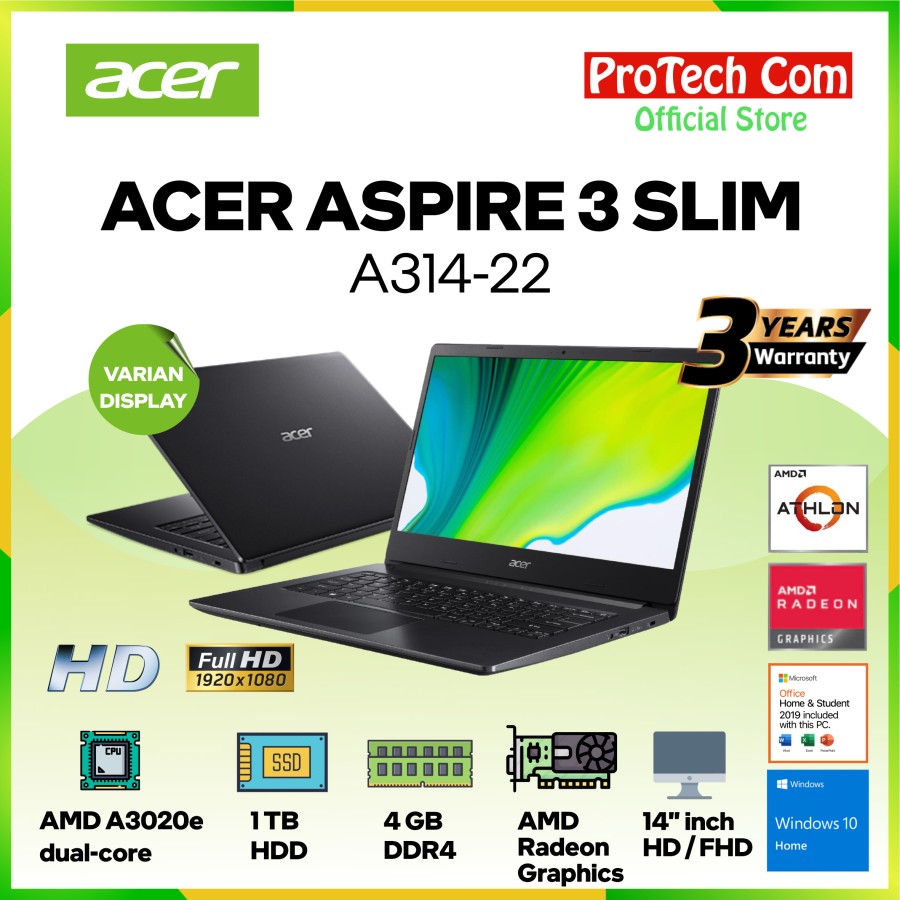 acer
ProTech Com
Official Store
ACER ASPIRE 3 SLIM
A314-22
3 YEARS
Warranty
VARIAN
DISPLAY
acer
acer
AMD
ATHLON
AMD
RADEON
GRAPHICS
HD
Full HD
1920x1080
Microsoft
Office
Home & Student
2019 included
with this PC.
Word Excel PowerPoint
CPU
SSD
Windows
Windows 10
Home
AMD A3020e
dual-core
1 TB
HDD
4 GB
DDR4
AMD
Radeon
Graphics
14" inch
HD / FHD